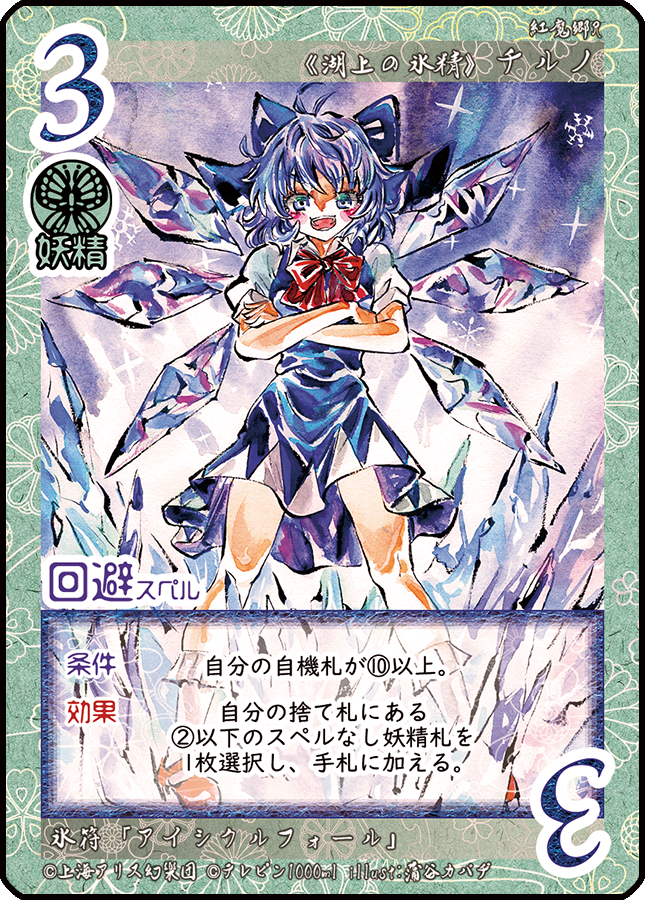 紅魔郷
《湖上の氷精》 チルノ
3
妖精
回避スペル
条件 自分の自機札が⑩以上。
効果 自分の捨て札にある
②以下のスペルなし妖精札を
1枚選択し、手札に加える。
3
氷符「アイシクルフォール」
©上海アリス幻樂団 ©テレビン1000ml illust:蒲谷カバヂ